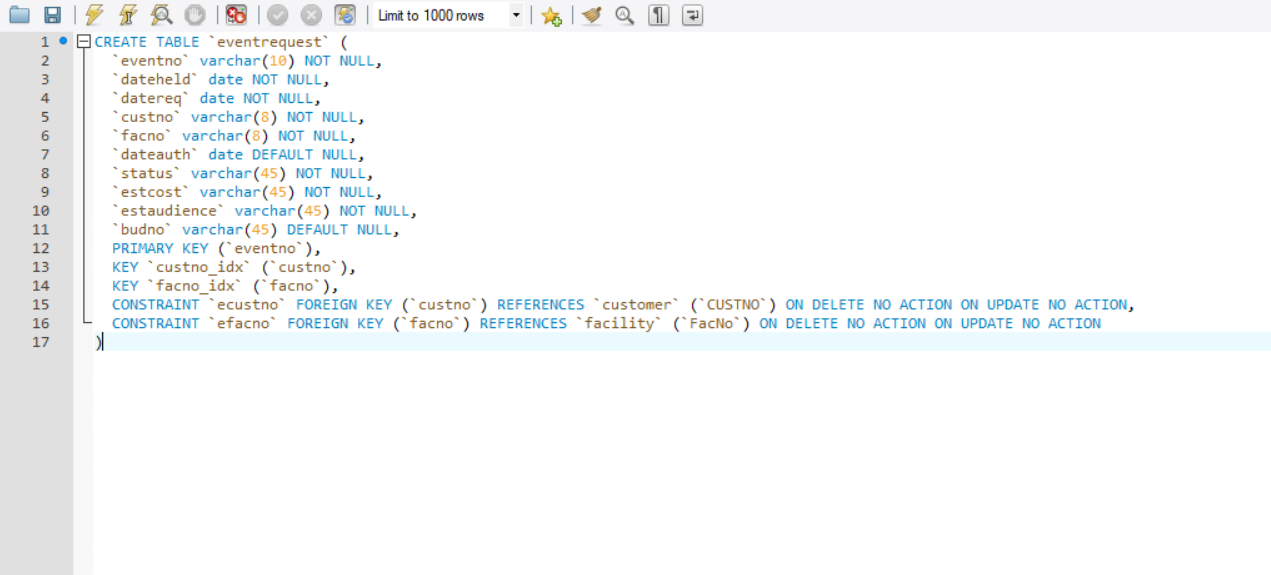 Limit to 1000 rows
1 CREATE TABLE `eventrequest` (
2 `eventno` varchar(10) NOT NULL,
3 `dateheld` date NOT NULL,
4 `datereq` date NOT NULL,
5 `custno` varchar(8) NOT NULL,
6 `facno` varchar(8) NOT NULL,
7 `dateauth` date DEFAULT NULL,
8 `status` varchar(45) NOT NULL,
9 `estcost` varchar(45) NOT NULL,
10 `estaudience` varchar(45) NOT NULL,
11 `budno` varchar(45) DEFAULT NULL,
12 PRIMARY KEY (`eventno`),
13 KEY `custno_idx` (`custno`),
14 KEY `facno_idx` (`facno`),
15 CONSTRAINT `ecustno` FOREIGN KEY (`custno`) REFERENCES `customer` (`CUSTNO`) ON DELETE NO ACTION ON UPDATE NO ACTION,
16 CONSTRAINT `efacno` FOREIGN KEY (`facno`) REFERENCES `facility` (`FacNo`) ON DELETE NO ACTION ON UPDATE NO ACTION
17 )